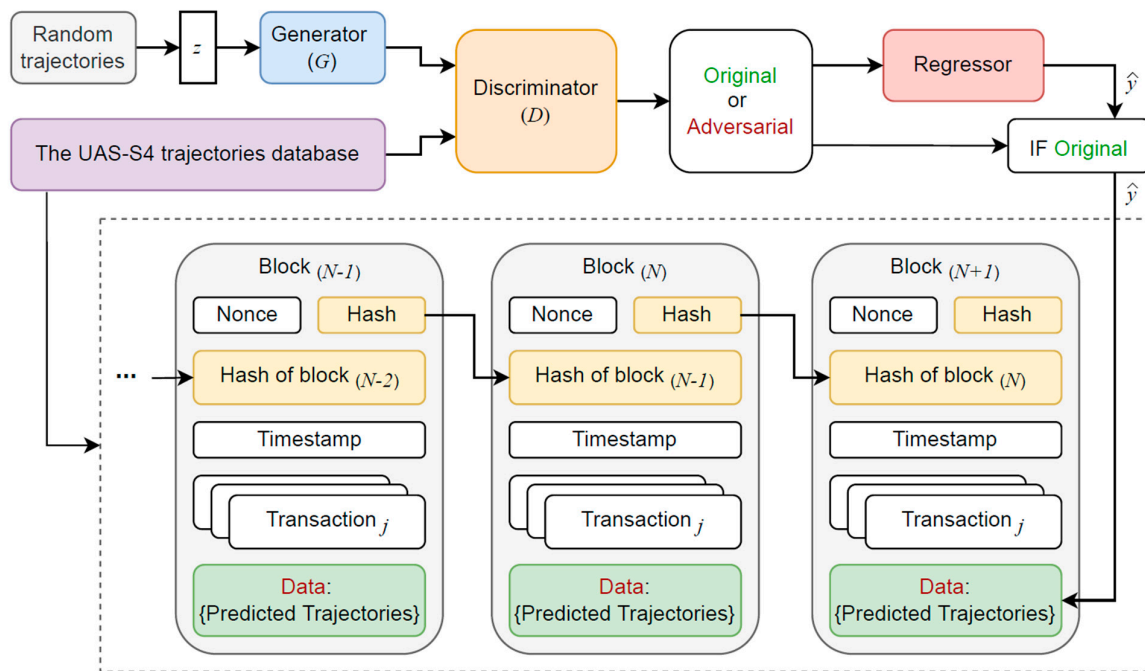 Random
trajectories
z
Generator
(G)
Discriminator
(D)
Original
or
Adversarial
Regressor
ŷ
The UAS-S4 trajectories database
IF Original
ŷ
Block (N-1)
Nonce
Hash
Hash of block (N-2)
Timestamp
Transaction j
Data:
{Predicted Trajectories}
Block (N)
Nonce
Hash
Hash of block (N-1)
Timestamp
Transaction j
Data:
{Predicted Trajectories}
Block (N+1)
Nonce
Hash
Hash of block (N)
Timestamp
Transaction j
Data:
{Predicted Trajectories}
...